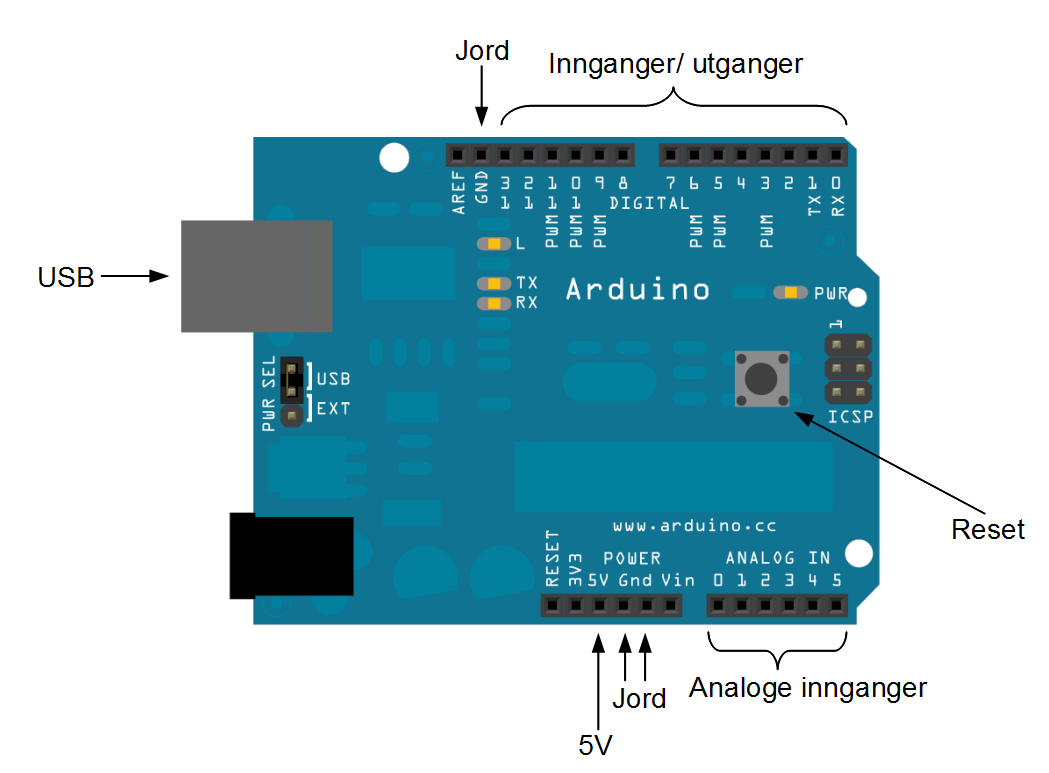 Jord
Innganger/ utganger
AREF
GND
13
12
11
10
9
8
7
6
5
4
3
2
1
0
TX
RX
DIGITAL
PWM
PWM
PWM
PWM
PWM
PWM
L
TX
RX
Arduino
PWR
USB
1
PWR SEL
USB
EXT
ICSP
Reset
www.arduino.cc
RESET
3V3
POWER
5V Gnd Vin
ANALOG IN
0 1 2 3 4 5
Jord
5V
Analoge innganger